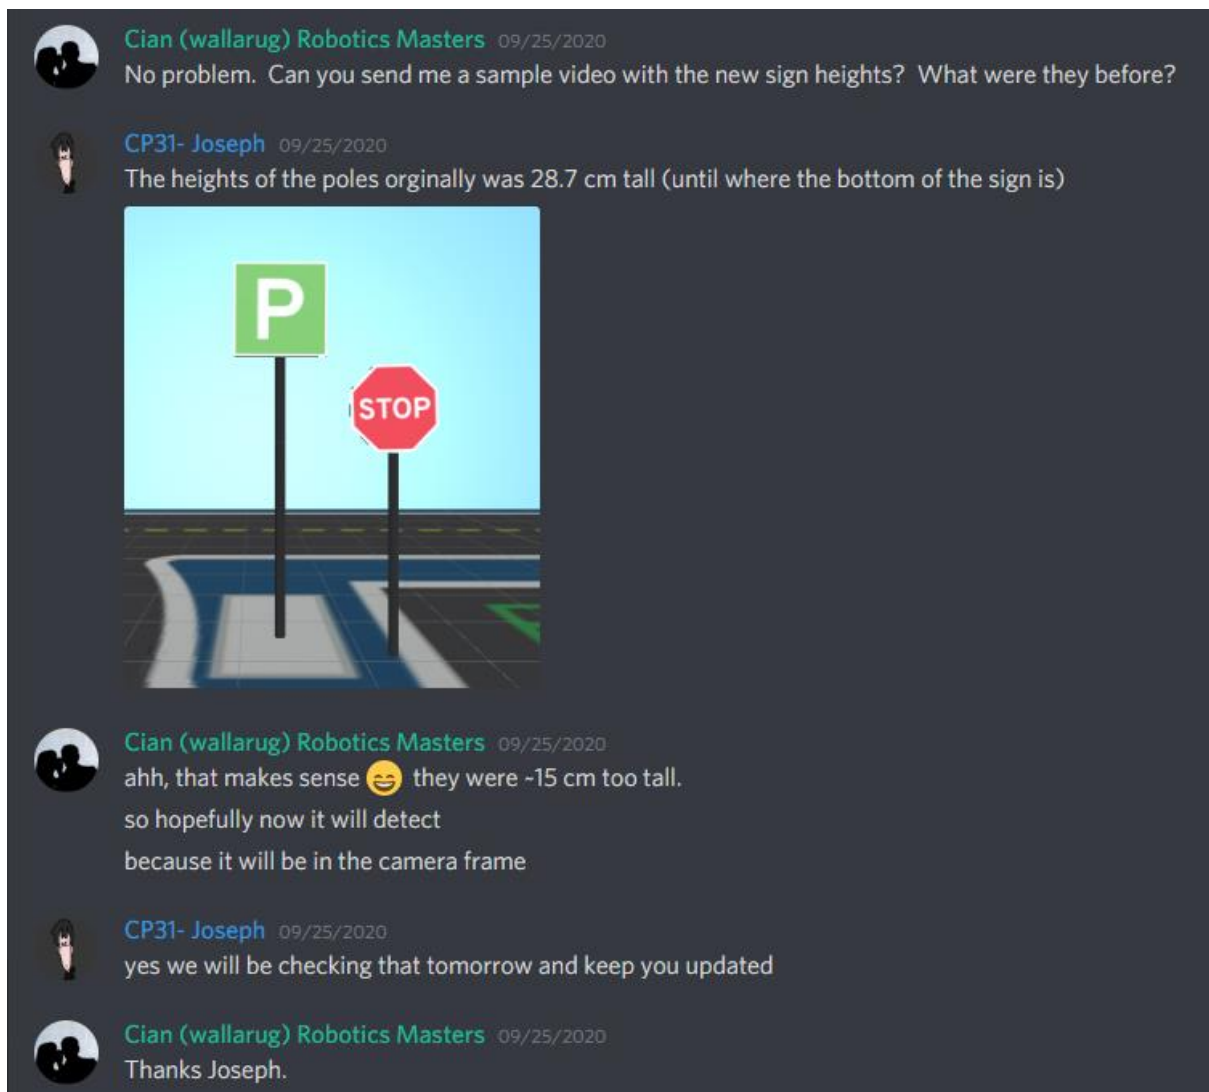 Cian (wallarug) Robotics Masters 09/25/2020
No problem. Can you send me a sample video with the new sign heights? What were they before?
CP31- Joseph 09/25/2020
The heights of the poles orginally was 28.7 cm tall (until where the bottom of the sign is)
P
STOP
Cian (wallarug) Robotics Masters 09/25/2020
ahh, that makes sense 😄 they were ~15 cm too tall.
so hopefully now it will detect
because it will be in the camera frame
CP31- Joseph 09/25/2020
yes we will be checking that tomorrow and keep you updated
Cian (wallarug) Robotics Masters 09/25/2020
Thanks Joseph.